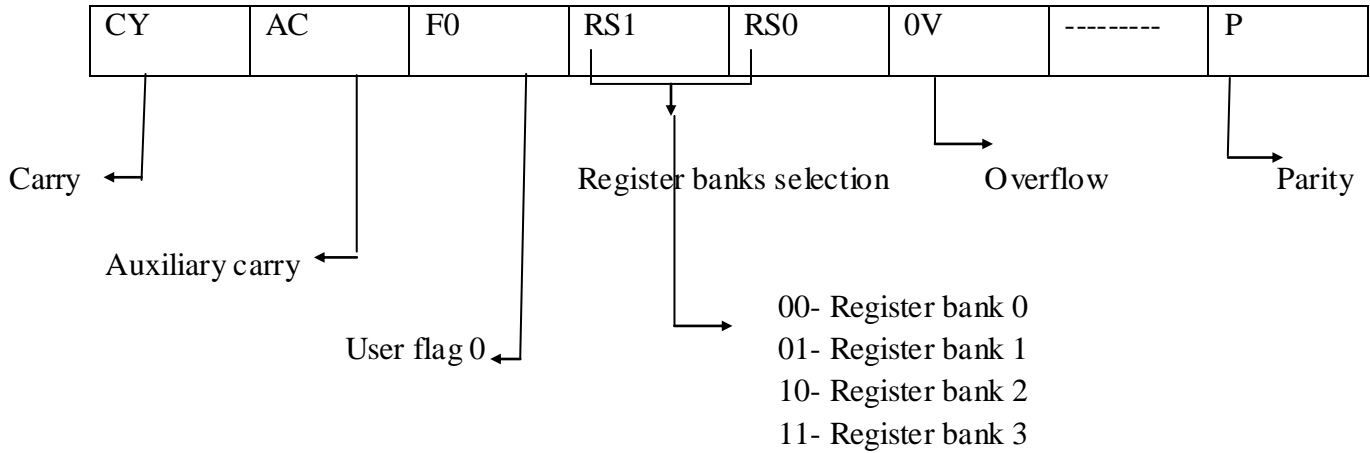 CY AC F0 RS1 RS0 0V --------- P
Carry Register banks selection Overflow Parity
Auxiliary carry
00- Register bank 0
User flag 0
01- Register bank 1
10- Register bank 2
11- Register bank 3